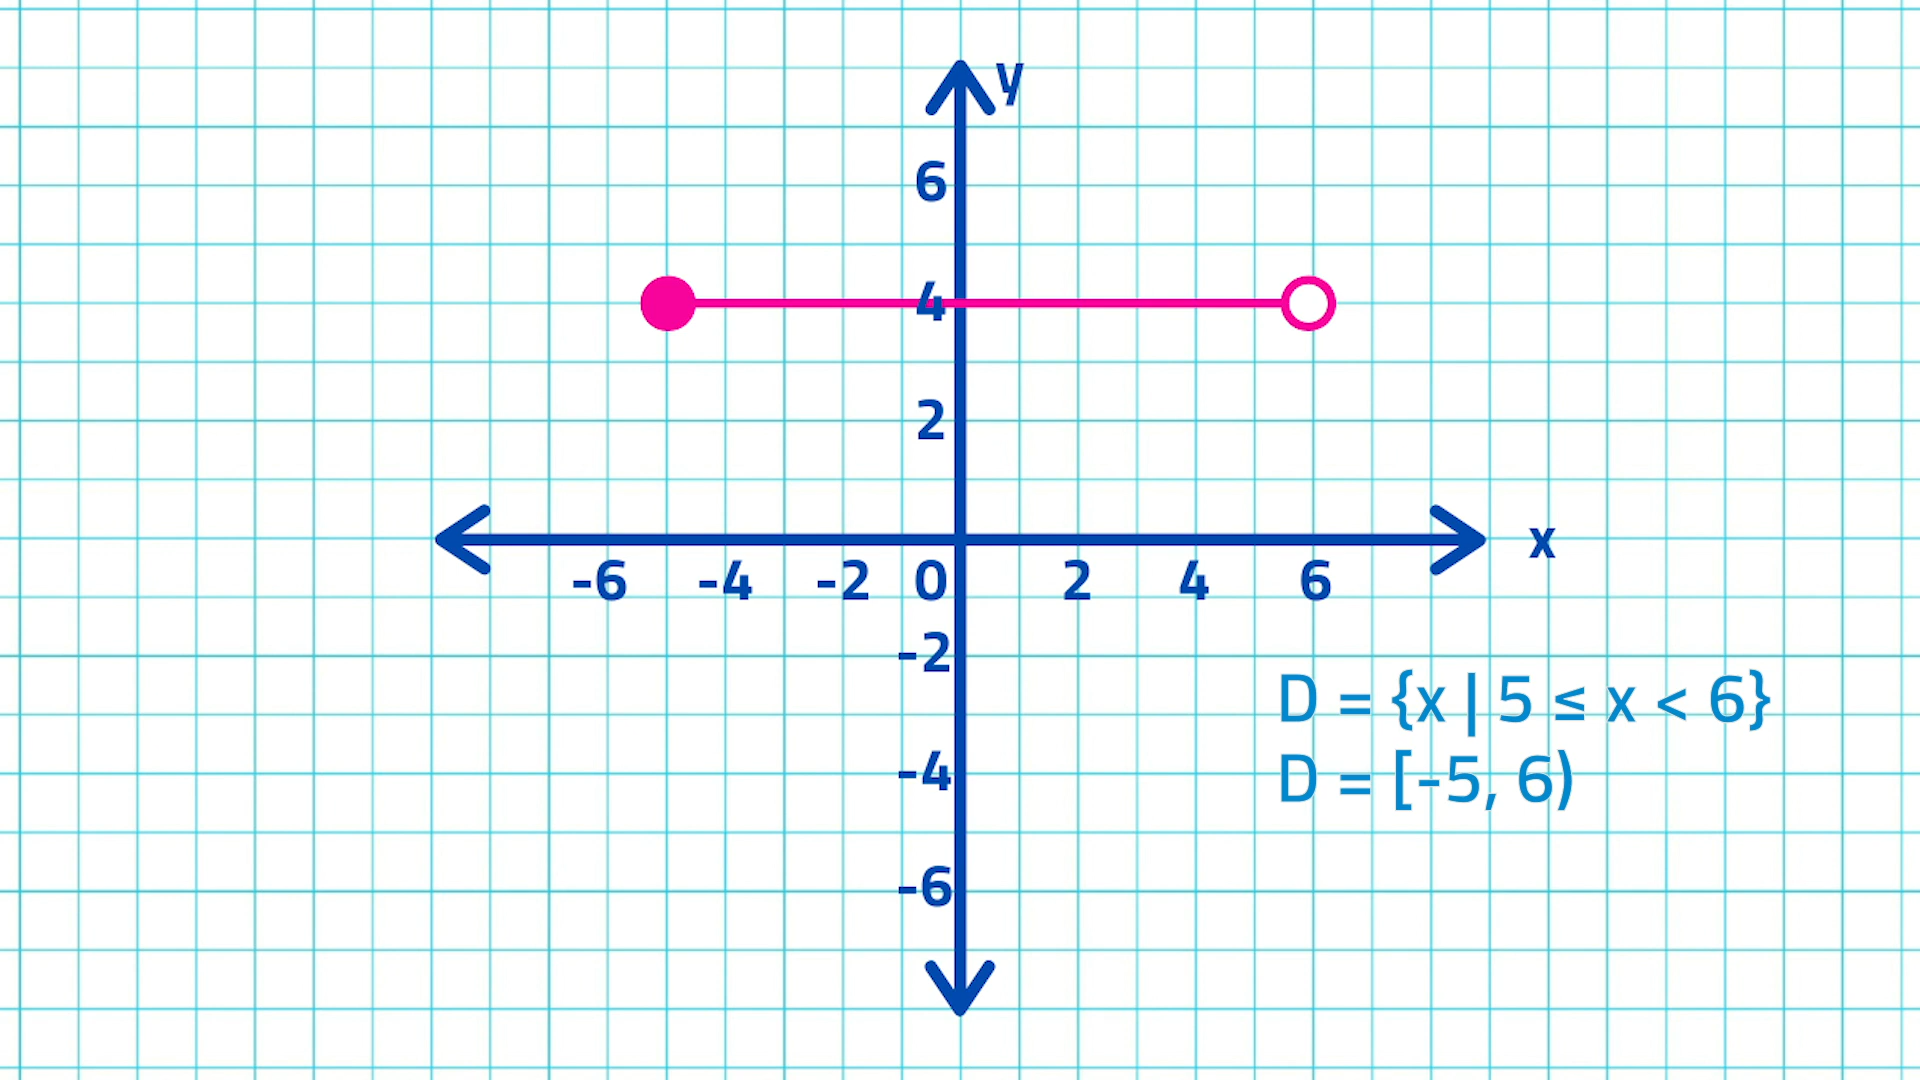 y
6
4
2
x
-6 -4 -2 0 2 4 6
-2
D = {x | 5 ≤ x < 6}
-4
D = [-5, 6)
-6